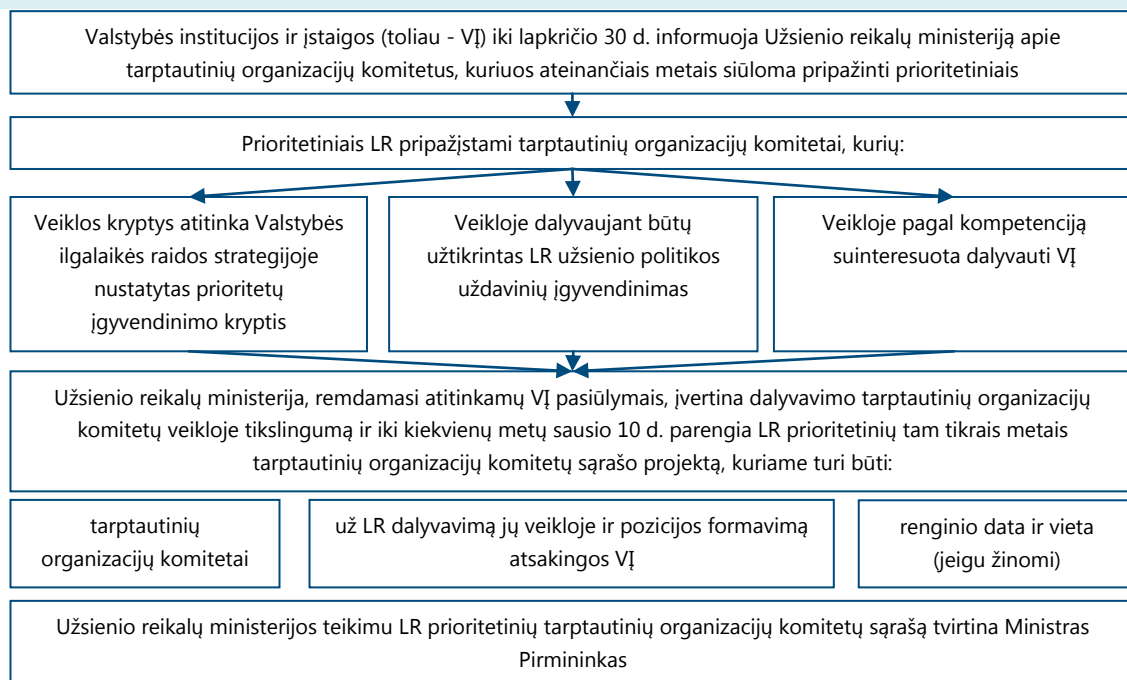 Valstybės institucijos ir įstaigos (toliau - VĮ) iki lapkričio 30 d. informuoja Užsienio reikalų ministeriją apie
tarptautinių organizacijų komitetus, kuriuos ateinančiais metais siūloma pripažinti prioritetiniais
Prioritetiniais LR pripažįstami tarptautinių organizacijų komitetai, kurių:
Veiklos kryptys atitinka Valstybės
ilgalaikės raidos strategijoje
nustatytas prioritetų
įgyvendinimo kryptis
Veikloje dalyvaujant būtų
užtikrintas LR užsienio politikos
uždavinių įgyvendinimas
Veikloje pagal kompetenciją
suinteresuota dalyvauti VĮ
Užsienio reikalų ministerija, remdamasi atitinkamų VĮ pasiūlymais, įvertina dalyvavimo tarptautinių organizacijų
komitetų veikloje tikslingumą ir iki kiekvienų metų sausio 10 d. parengia LR prioritetinių tam tikrais metais
tarptautinių organizacijų komitetų sąrašo projektą, kuriame turi būti:
tarptautinių
organizacijų komitetai
už LR dalyvavimą jų veikloje ir pozicijos formavimą
atsakingos VĮ
renginio data ir vieta
(jeigu žinomi)
Užsienio reikalų ministerijos teikimu LR prioritetinių tarptautinių organizacijų komitetų sąrašą tvirtina Ministras
Pirmininkas